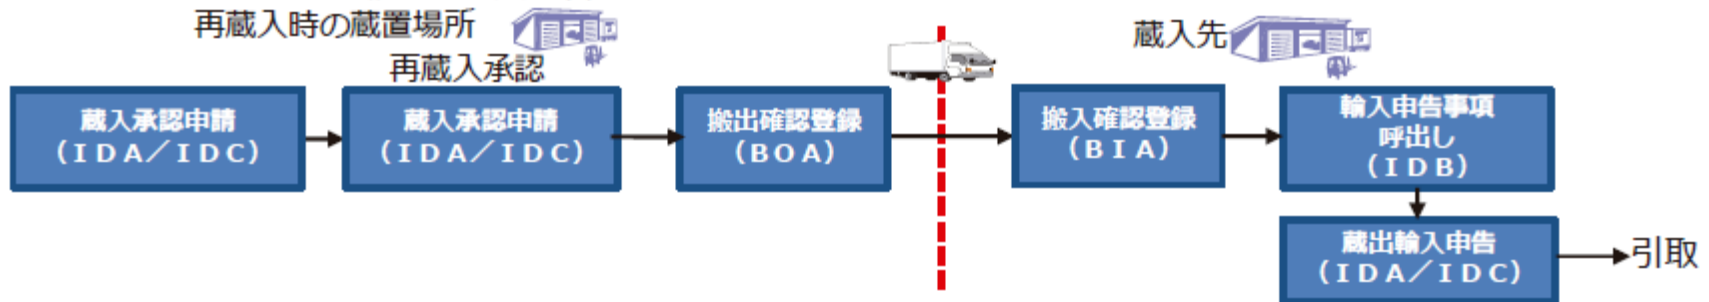 再蔵入時の蔵置場所
再蔵入承認
蔵入先
蔵入承認申請
（ＩＤＡ／ＩＤＣ）
蔵入承認申請
（ＩＤＡ／ＩＤＣ）
搬出確認登録
（ＢＯＡ）
搬入確認登録
（ＢＩＡ）
輸入申告事項
呼出し
（ＩＤＢ）
蔵出輸入申告
（ＩＤＡ／ＩＤＣ）
引取